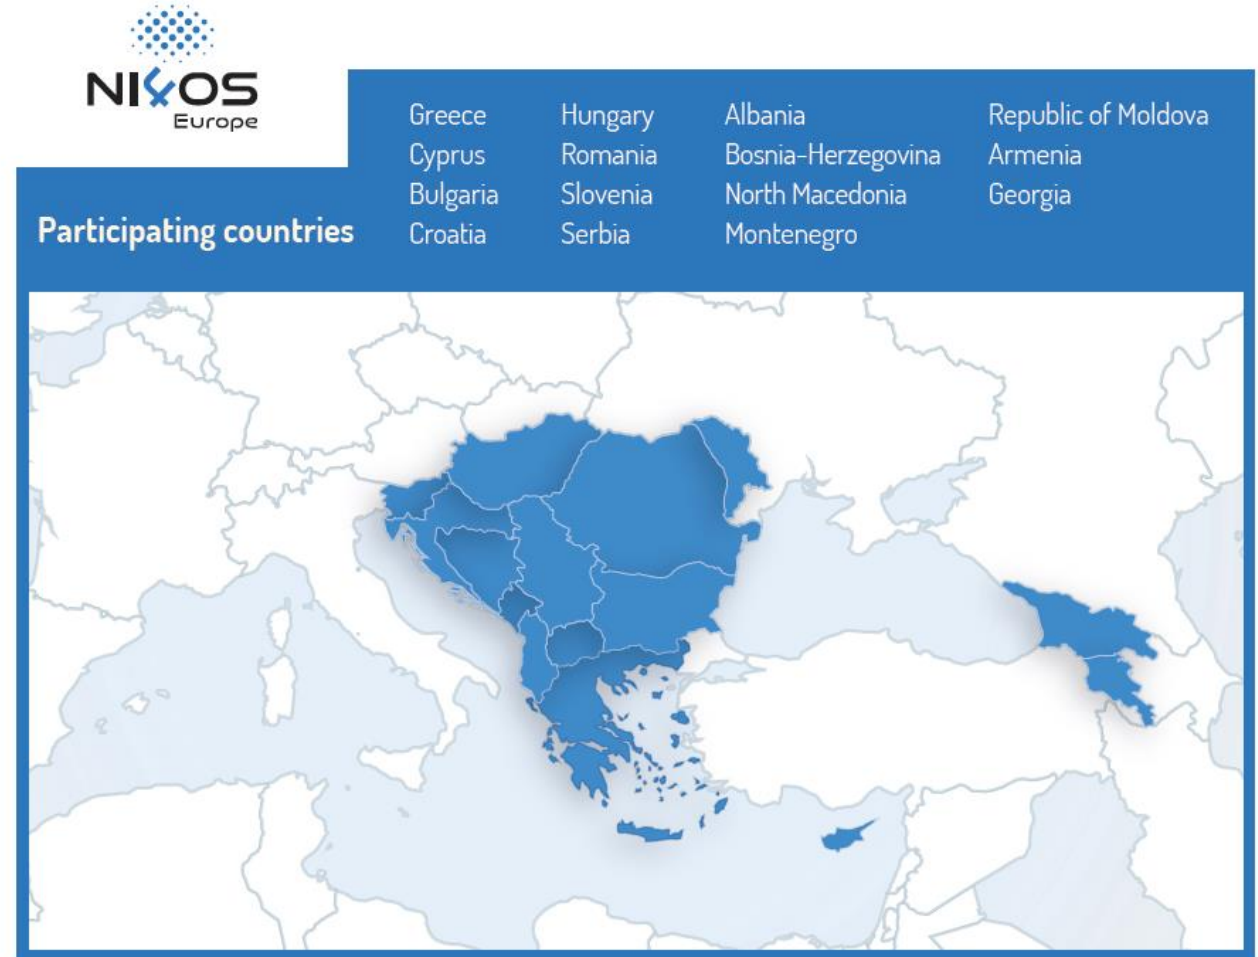 NI4OS
Europe
Participating countries
Greece
Cyprus
Bulgaria
Croatia
Hungary
Romania
Slovenia
Serbia
Albania
Bosnia-Herzegovina
North Macedonia
Montenegro
Republic of Moldova
Armenia
Georgia